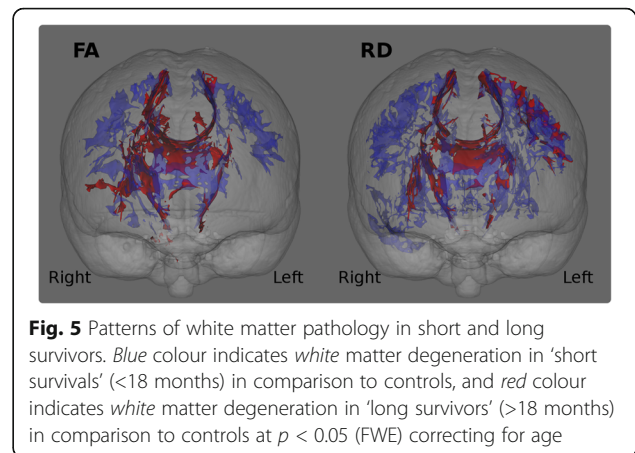 FA
RD
Right
Left
Right
Left
Fig. 5 Patterns of white matter pathology in short and long
survivors. Blue colour indicates white matter degeneration in ‘short
survivals’ (<18 months) in comparison to controls, and red colour
indicates white matter degeneration in ‘long survivors’ (>18 months)
in comparison to controls at p < 0.05 (FWE) correcting for age